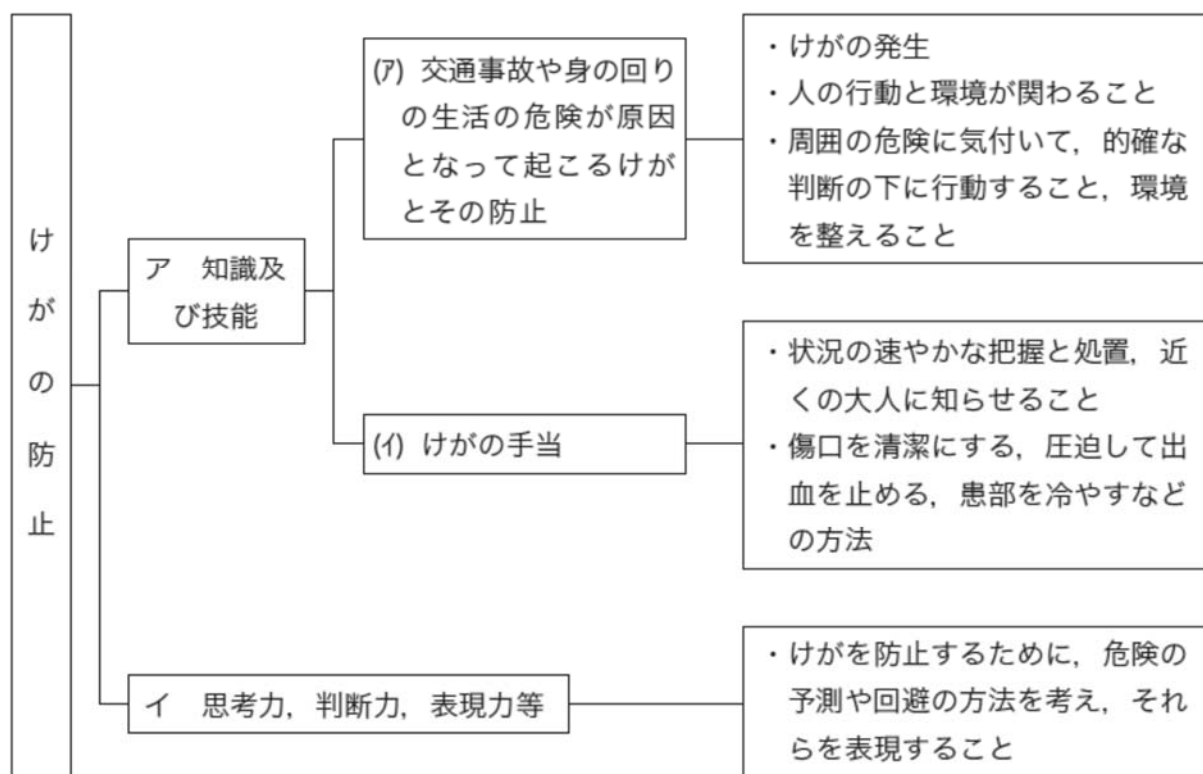 けがの防止
ア　知識及
び技能
(ア) 交通事故や身の回り
の生活の危険が原因
となって起こるけが
とその防止
・けがの発生
・人の行動と環境が関わること
・周囲の危険に気付いて，的確な
判断の下に行動すること，環境
を整えること
(イ) けがの手当
・状況の速やかな把握と処置，近
くの大人に知らせること
・傷口を清潔にする，圧迫して出
血を止める，患部を冷やすなど
の方法
イ　思考力，判断力，表現力等
・けがを防止するために，危険の
予測や回避の方法を考え，それ
らを表現すること